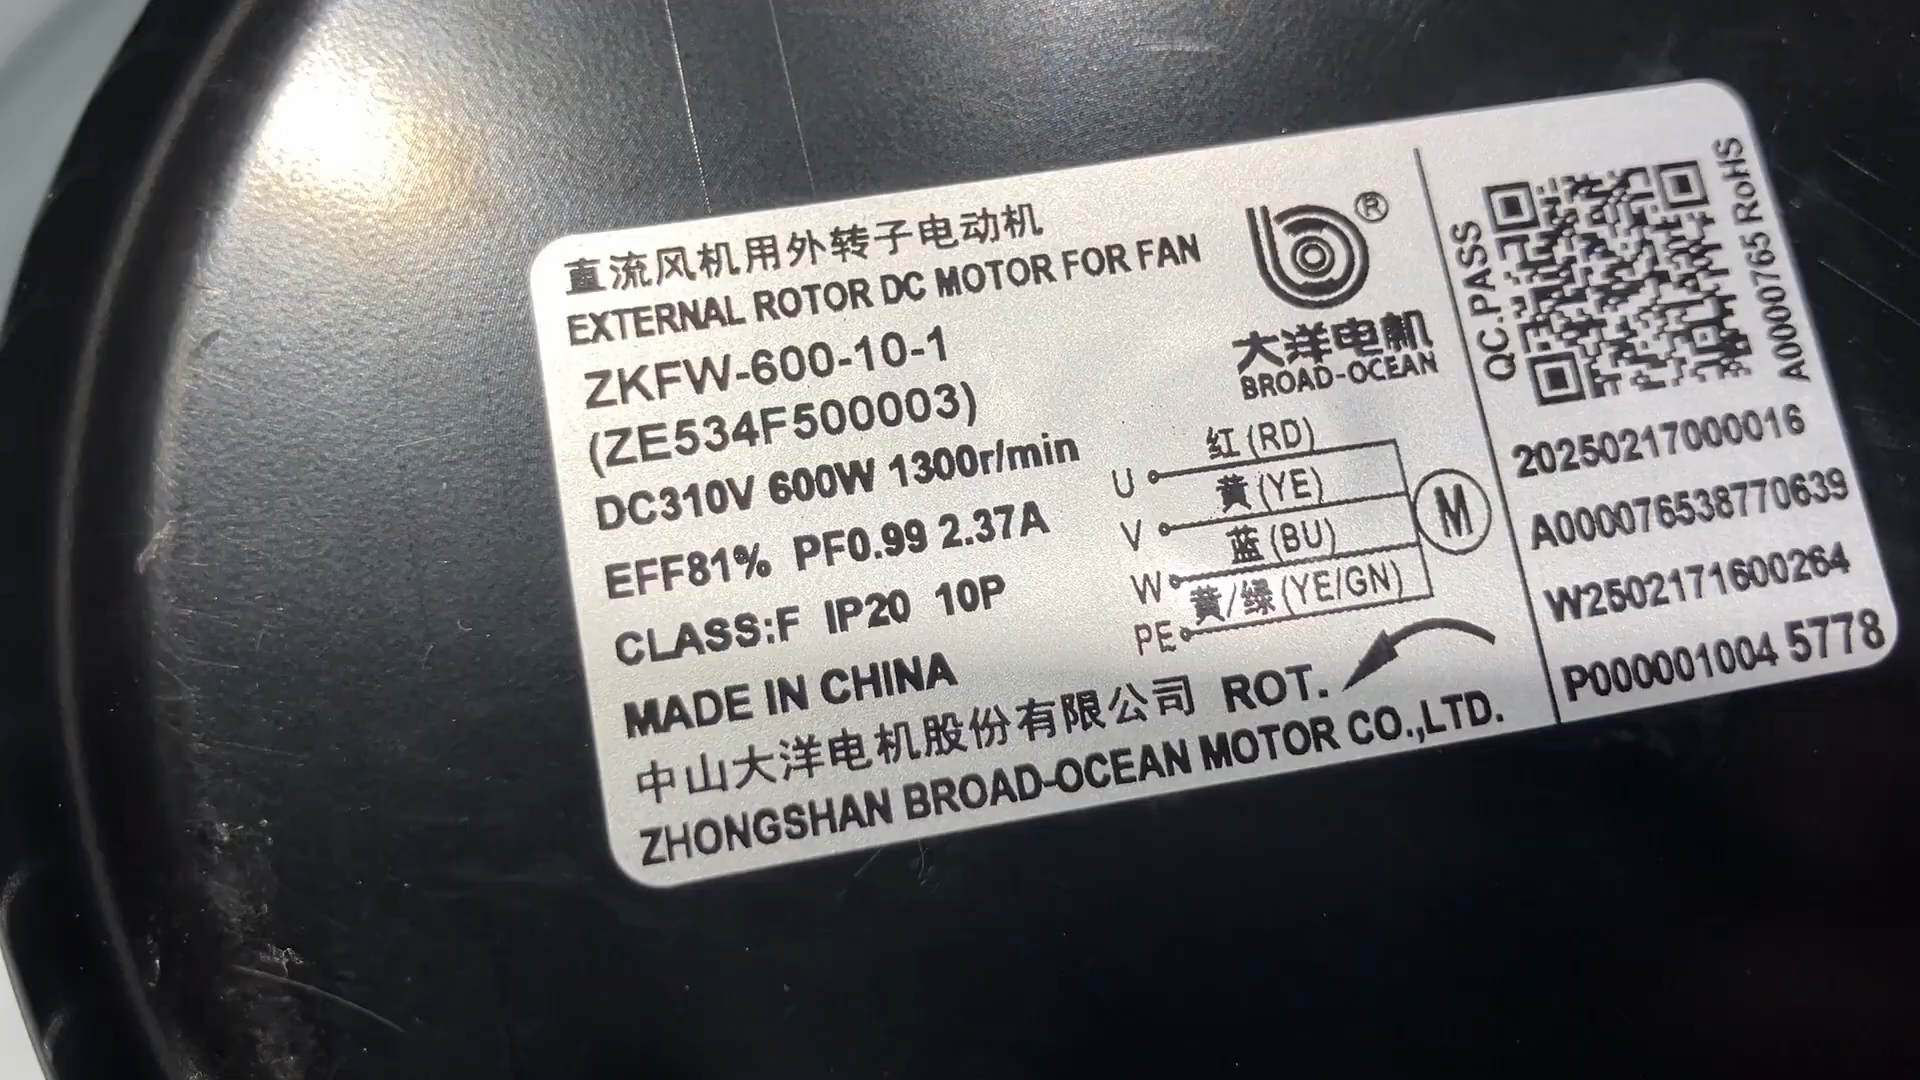 直流风机用外转子电动机
EXTERNAL ROTOR DC MOTOR FOR FAN
ZKFW-600-10-1
(ZE534F500003)
DC310V 600W 1300r/min
EFF81% PF0.99 2.37A
CLASS:F IP20 10P
MADE IN CHINA
中山大洋电机股份有限公司 ROT.
ZHONGSHAN BROAD-OCEAN MOTOR CO.,LTD.
®
大洋电机
BROAD-OCEAN
U 红(RD)
V 黄(YE)
W 蓝(BU)
PE 黄/绿(YE/GN)
M
QC.PASS
A0000765 RoHS
20250217000016
A000076538770639
W2502171600264
P000001004 5778